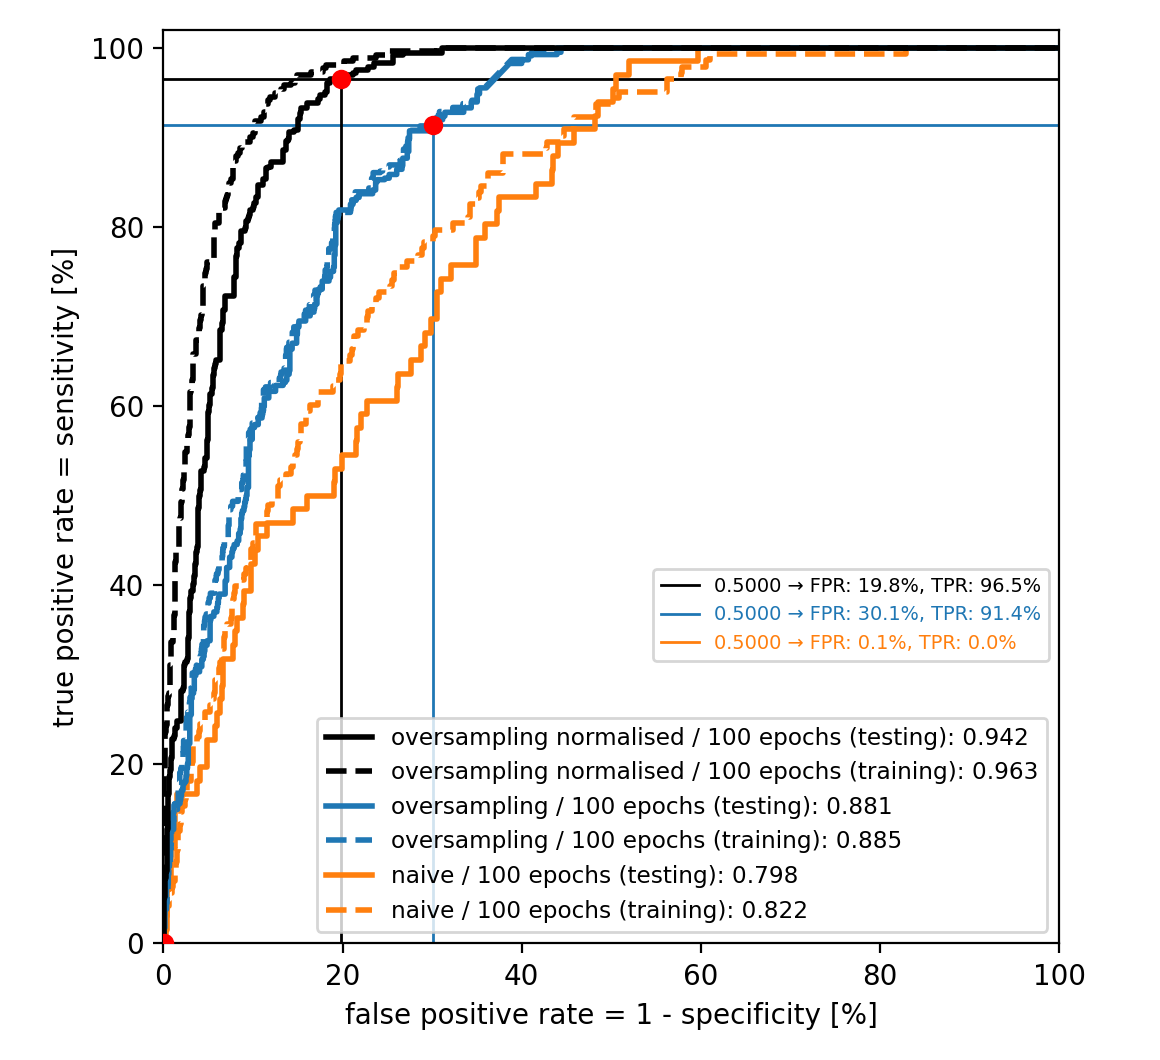 100
80
60
40
20
0
true positive rate = sensitivity [%]
0.5000 → FPR: 19.8%, TPR: 96.5%
0.5000 → FPR: 30.1%, TPR: 91.4%
0.5000 → FPR: 0.1%, TPR: 0.0%
oversampling normalised / 100 epochs (testing): 0.942
oversampling normalised / 100 epochs (training): 0.963
oversampling / 100 epochs (testing): 0.881
oversampling / 100 epochs (training): 0.885
naive / 100 epochs (testing): 0.798
naive / 100 epochs (training): 0.822
0 20 40 60 80 100
false positive rate = 1 - specificity [%]